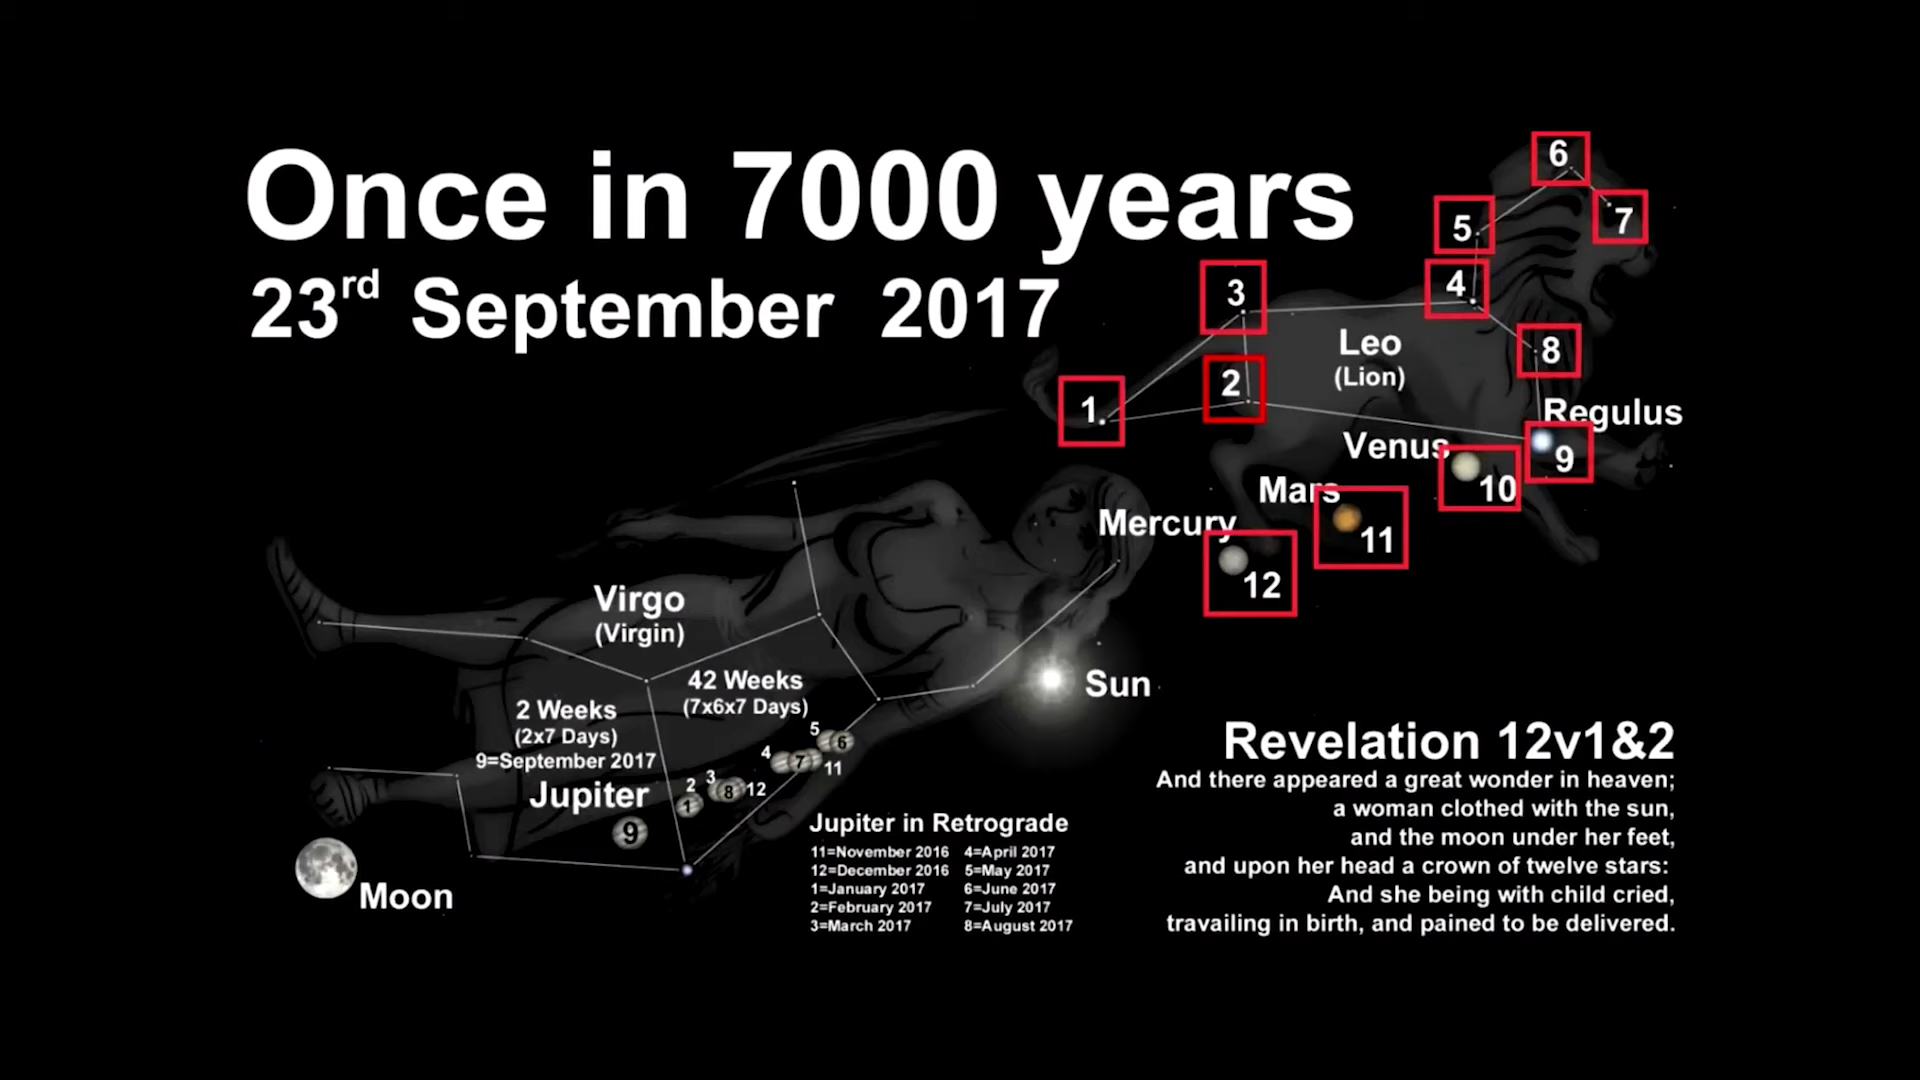 Once in 7000 years
23rd September 2017
6
7
5
4
3
8
Leo
(Lion)
2
1
Regulus
9
Venus
10
Mars
11
Mercury
12
Virgo
(Virgin)
Sun
42 Weeks
(7x6x7 Days)
2 Weeks
(2x7 Days)
9=September 2017
Jupiter
9
1
2
3
8
12
4
7
11
5
6
Moon
Jupiter in Retrograde
11=November 2016 4=April 2017
12=December 2016 5=May 2017
1=January 2017 6=June 2017
2=February 2017 7=July 2017
3=March 2017 8=August 2017
Revelation 12v1&2
And there appeared a great wonder in heaven;
a woman clothed with the sun,
and the moon under her feet,
and upon her head a crown of twelve stars:
And she being with child cried,
travailing in birth, and pained to be delivered.